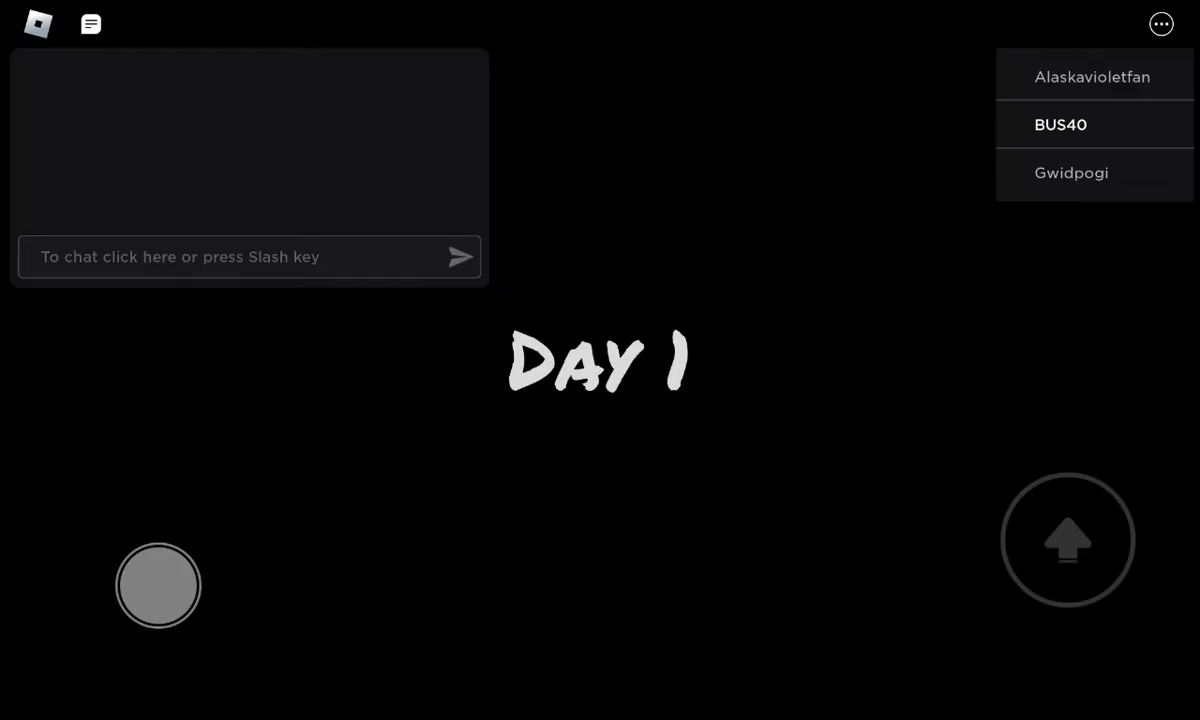 Alaskavioletfan
BUS40
Gwidpogi
To chat click here or press Slash key
DAY 1